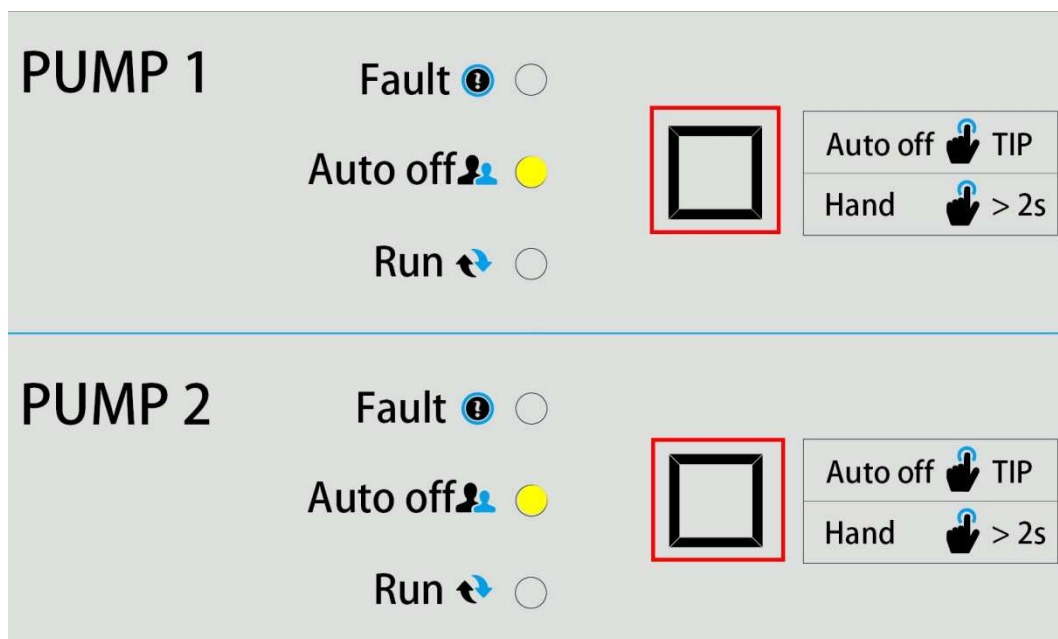 PUMP 1
Fault
Auto off
Run
Auto off TIP
Hand > 2s
PUMP 2
Fault
Auto off
Run
Auto off TIP
Hand > 2s